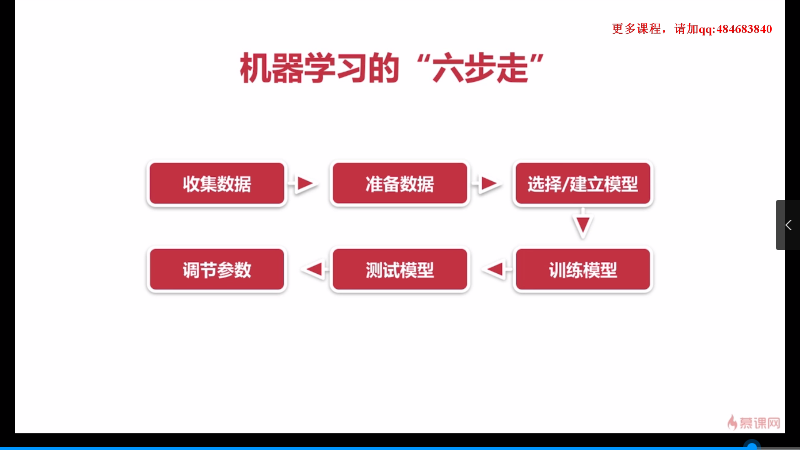 更多课程，请加qq:484683840
机器学习的“六步走”
收集数据
准备数据
选择/建立模型
训练模型
测试模型
调节参数
慕课网